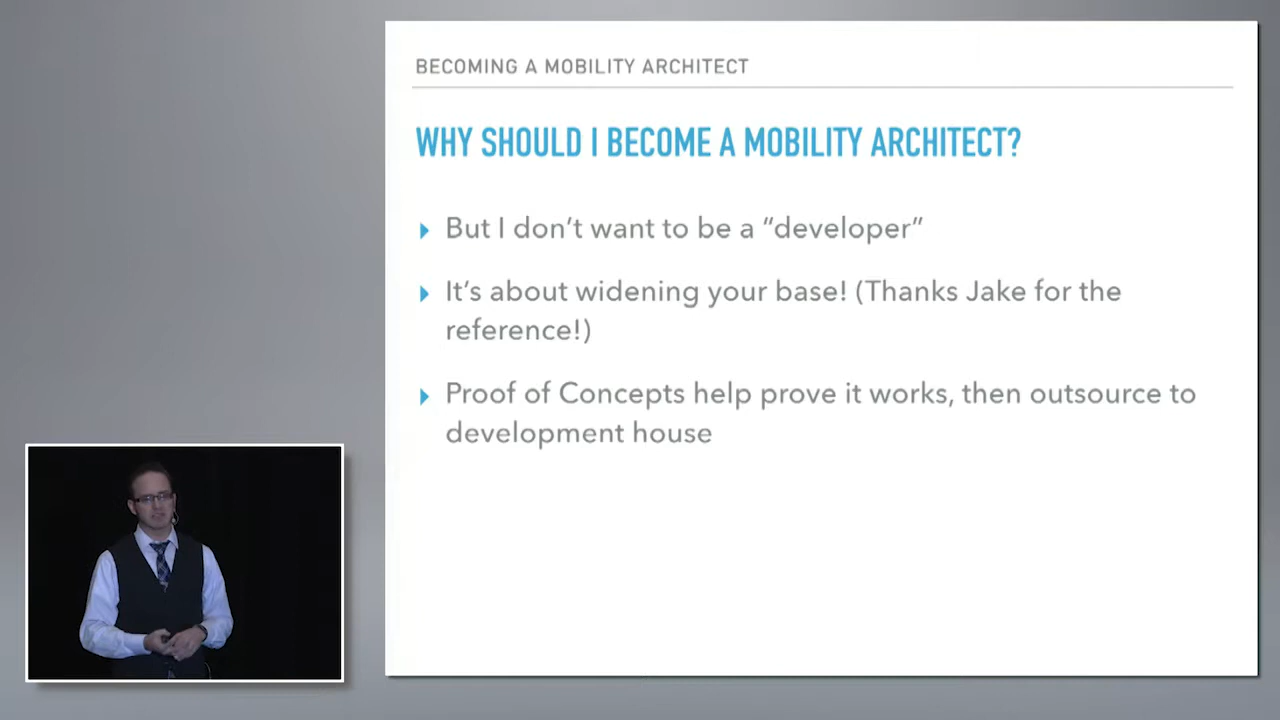 BECOMING A MOBILITY ARCHITECT
WHY SHOULD I BECOME A MOBILITY ARCHITECT?
But I don’t want to be a “developer”
It’s about widening your base! (Thanks Jake for the
reference!)
Proof of Concepts help prove it works, then outsource to
development house